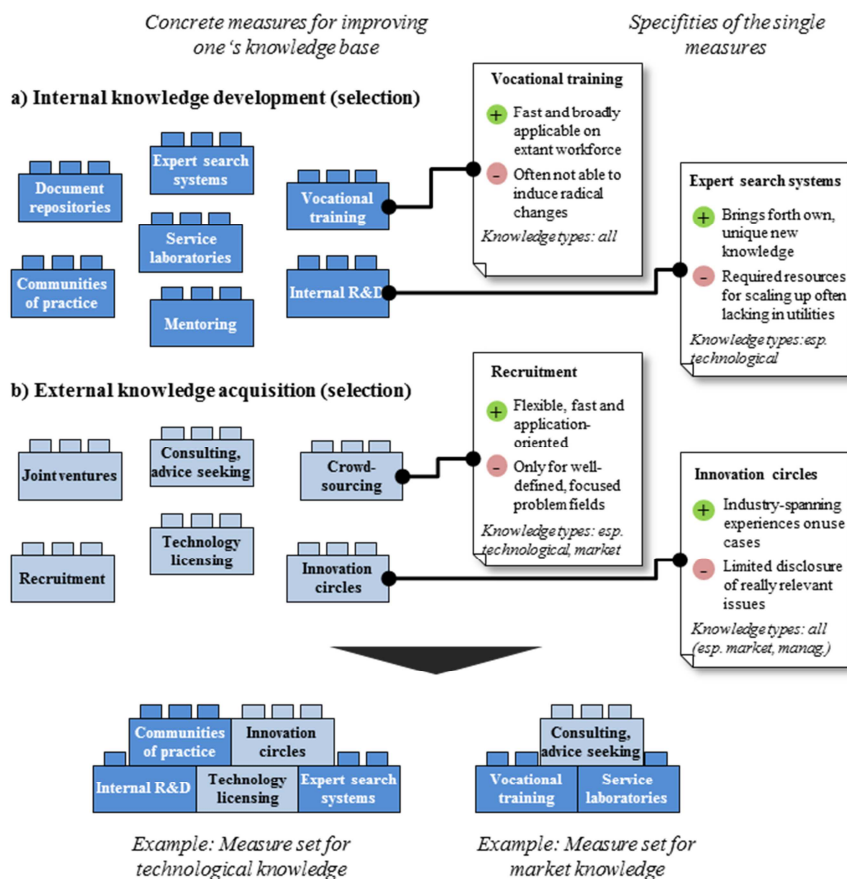 Concrete measures for improving
one‘s knowledge base
Specifities of the single
measures
a) Internal knowledge development (selection)
Document
repositories
Expert search
systems
Service
laboratories
Communities
of practice
Mentoring
Vocational
training
Internal R&D
Vocational training
+ Fast and broadly
applicable on
extant workforce
- Often not able to
induce radical
changes
Knowledge types: all
Expert search systems
+ Brings forth own,
unique new
knowledge
- Required resources
for scaling up often
lacking in utilities
Knowledge types: esp.
technological
b) External knowledge acquisition (selection)
Joint ventures
Consulting,
advice seeking
Crowd-
sourcing
Recruitment
Technology
licensing
Innovation
circles
Recruitment
+ Flexible, fast and
application-
oriented
- Only for well-
defined, focused
problem fields
Knowledge types: esp.
technological, market
Innovation circles
+ Industry-spanning
experiences on use
cases
- Limited disclosure
of really relevant
issues
Knowledge types: all
(esp. market, manag.)
Communities
of practice
Innovation
circles
Internal R&D
Technology
licensing
Expert search
systems
Example: Measure set for
technological knowledge
Consulting,
advice seeking
Vocational
training
Service
laboratories
Example: Measure set for
market knowledge